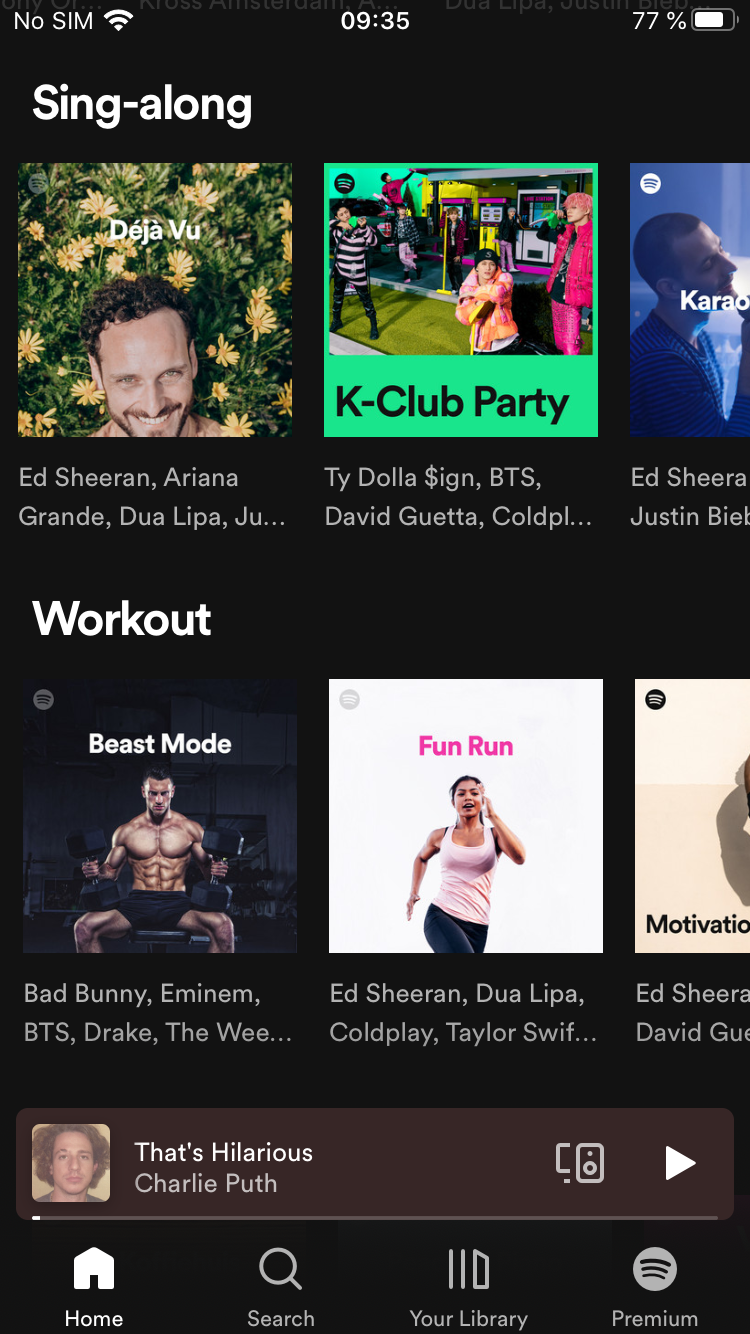 No SIM 09:35 77 %
Sing-along
Déjà Vu
Karao
K-Club Party
Ed Sheeran, Ariana
Grande, Dua Lipa, Ju...
Ty Dolla $ign, BTS,
David Guetta, Coldpl...
Ed Sheera
Justin Bieb
Workout
Beast Mode
Fun Run
Motivatio
Bad Bunny, Eminem,
BTS, Drake, The Wee...
Ed Sheeran, Dua Lipa,
Coldplay, Taylor Swif...
Ed Sheera
David Gue
That's Hilarious
Charlie Puth
Home
Search
Your Library
Premium